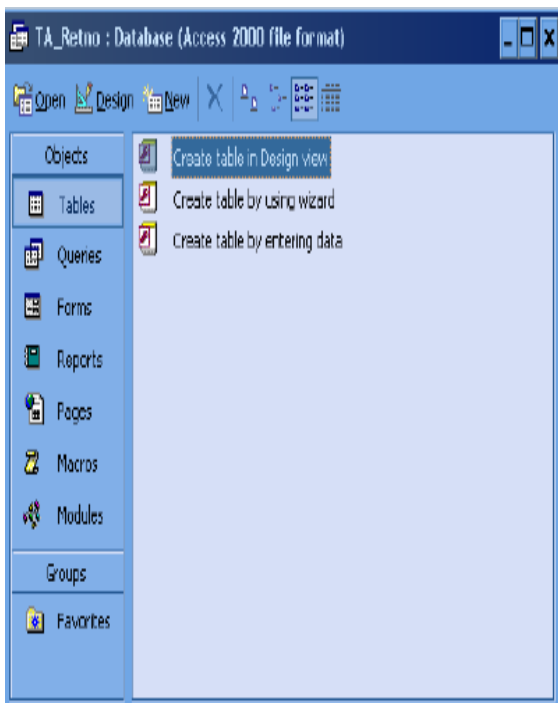 TA_Retno : Database (Access 2000 file format)
Open Design New
Objects
Tables
Queries
Forms
Reports
Pages
Macros
Modules
Groups
Favorites
Create table in Design view
Create table by using wizard
Create table by entering data